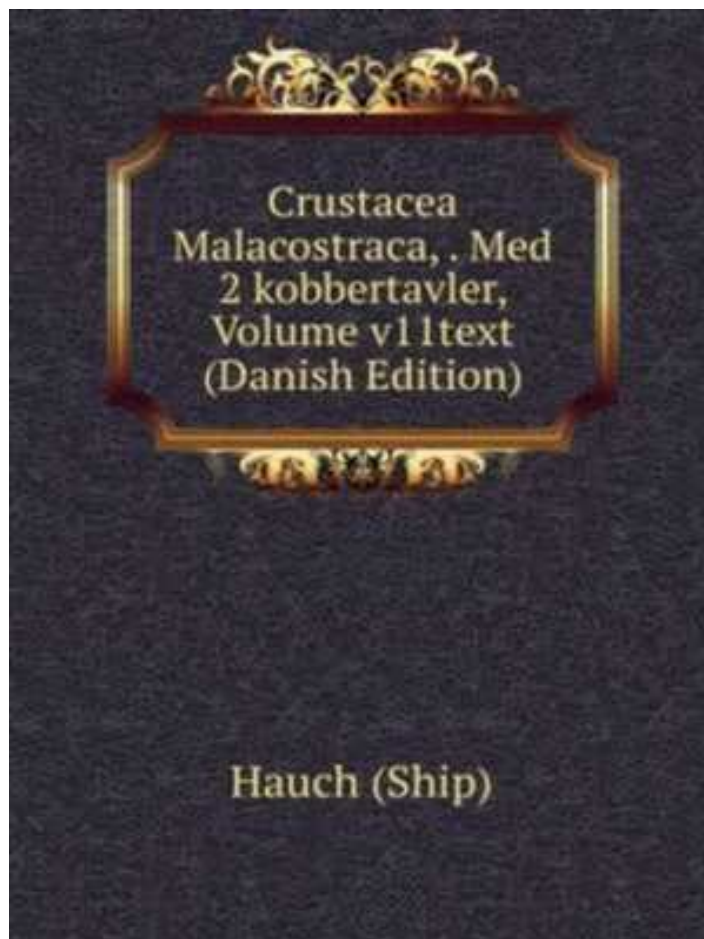 Crustacea
Malacostraca, . Med
2 kobbertavler,
Volume v11text
(Danish Edition)
Hauch (Ship)